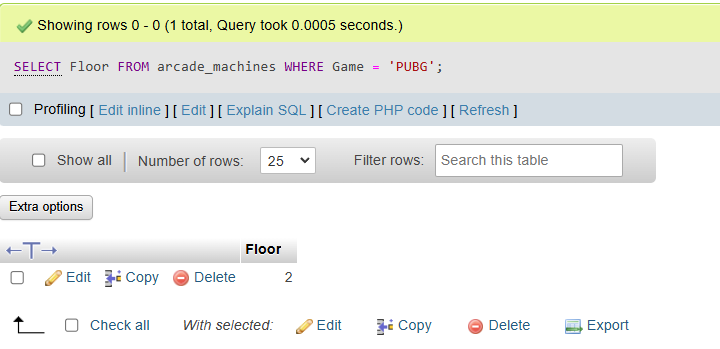 Showing rows 0 - 0 (1 total, Query took 0.0005 seconds.)
SELECT Floor FROM arcade_machines WHERE Game = 'PUBG';
Profiling [ Edit inline ] [ Edit ] [ Explain SQL ] [ Create PHP code ] [ Refresh ]
Show all | Number of rows: 25 Filter rows: Search this table
Extra options
←T→ Floor
Edit Copy Delete 2
Check all With selected: Edit Copy Delete Export